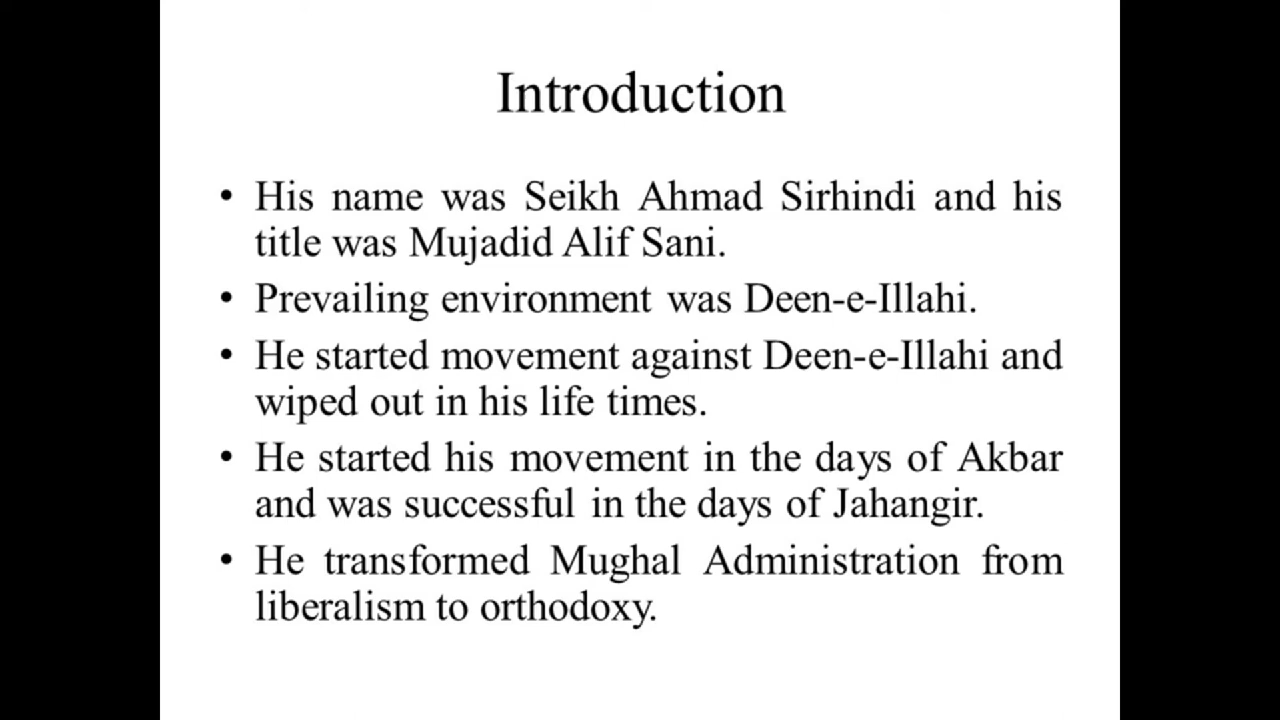 Introduction
• His name was Seikh Ahmad Sirhindi and his
title was Mujadid Alif Sani.
• Prevailing environment was Deen-e-Illahi.
• He started movement against Deen-e-Illahi and
wiped out in his life times.
• He started his movement in the days of Akbar
and was successful in the days of Jahangir.
• He transformed Mughal Administration from
liberalism to orthodoxy.